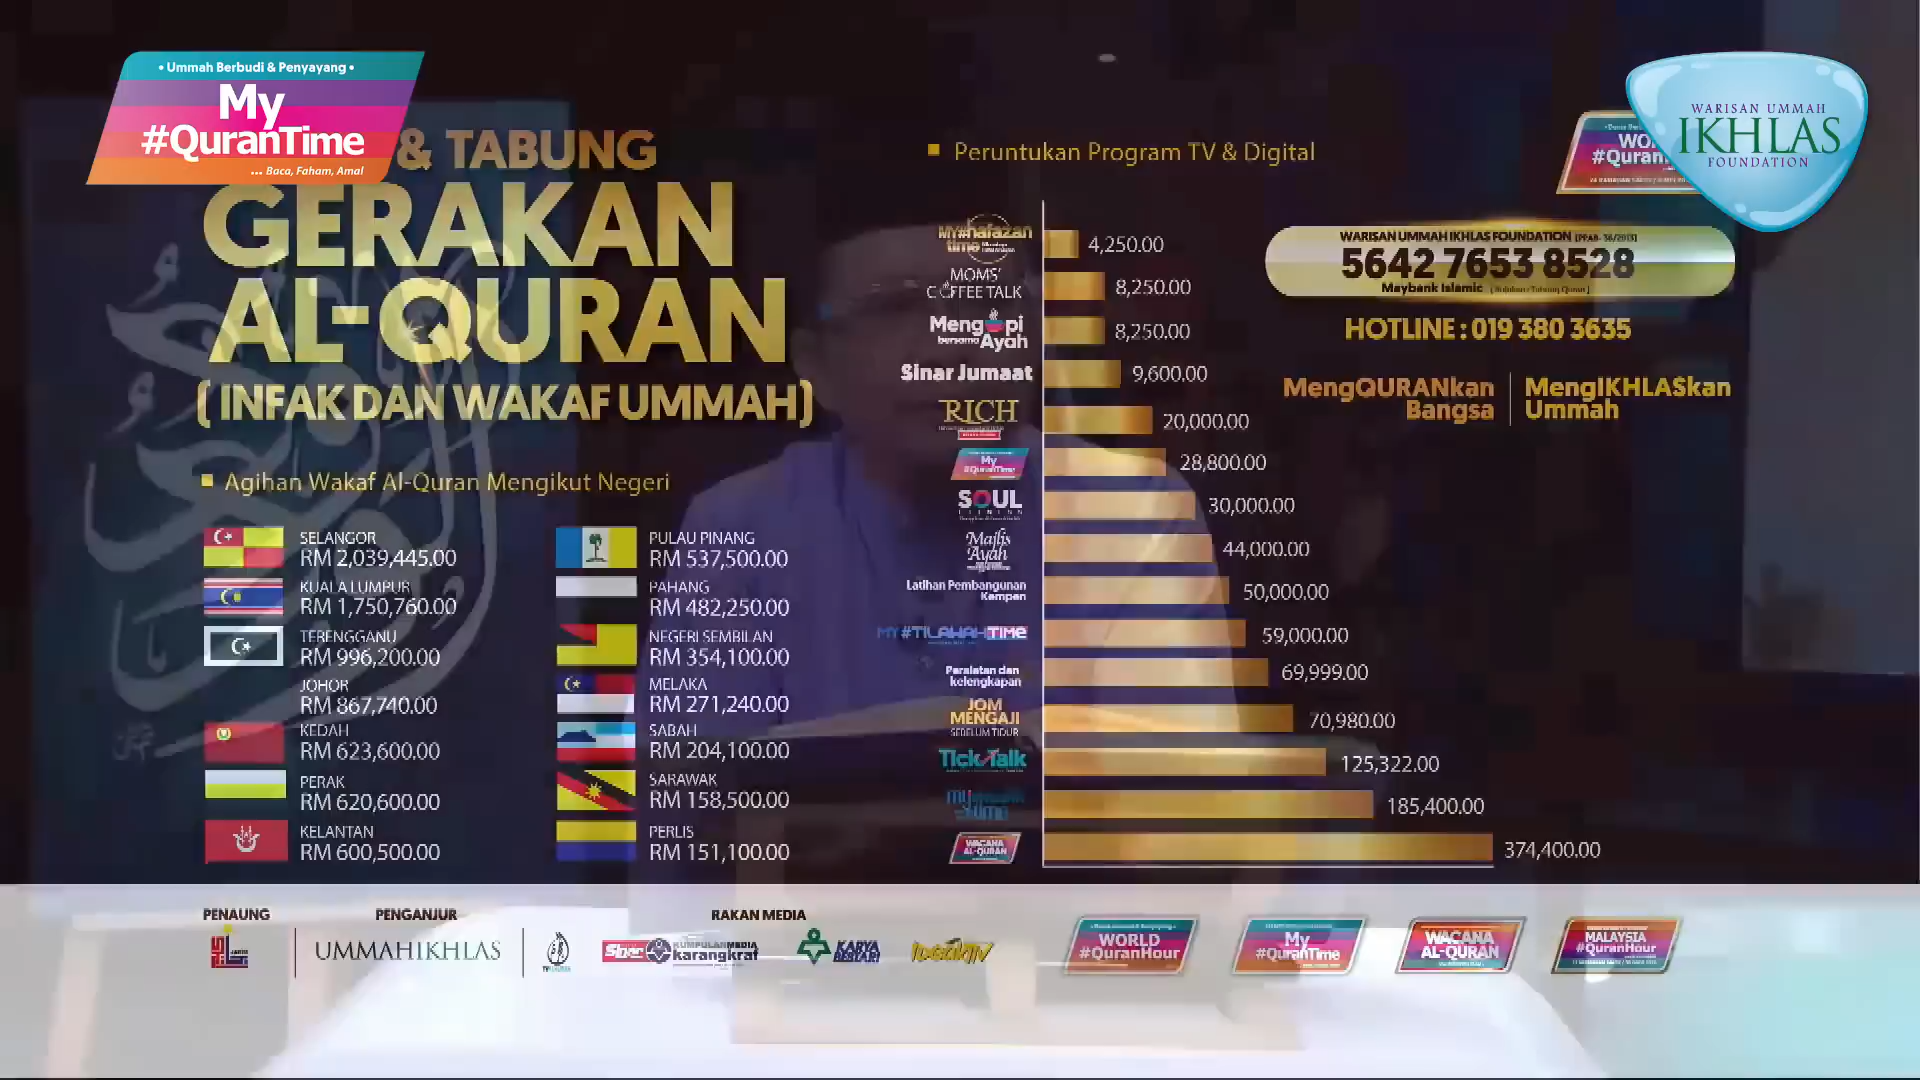 • Ummah Berbudi & Penyayang •
My
#QuranTime
... Baca, Faham, Amal
& TABUNG
GERAKAN
AL-QURAN
( INFAK DAN WAKAF UMMAH)
Agihan Wakaf Al-Quran Mengikut Negeri
SELANGOR
RM 2,039,445.00
KUALA LUMPUR
RM 1,750,760.00
TERENGGANU
RM 996,200.00
JOHOR
RM 867,740.00
KEDAH
RM 623,600.00
PERAK
RM 620,600.00
KELANTAN
RM 600,500.00
PULAU PINANG
RM 537,500.00
PAHANG
RM 482,250.00
NEGERI SEMBILAN
RM 354,100.00
MELAKA
RM 271,240.00
SABAH
RM 204,100.00
SARAWAK
RM 158,500.00
PERLIS
RM 151,100.00
Peruntukan Program TV & Digital
MY#hafazan
time
4,250.00
MOMS'
COFFEE TALK
8,250.00
Mengopi
bersama Ayah
8,250.00
Sinar Jumaat
9,600.00
RICH
20,000.00
My
#QuranTime
28,800.00
SOUL
30,000.00
Majlis
Ayah
44,000.00
Latihan Pembangunan
Kempen
50,000.00
MY#TILAWAHTIME
59,000.00
Peralatan dan
kelengkapan
69,999.00
JOM
MENGAJI
SEBELUM TIDUR
70,980.00
TickTalk
125,322.00
185,400.00
WACANA
AL-QURAN
374,400.00
WARISAN UMMAH
IKHLAS
FOUNDATION
WARISAN UMMAH IKHLAS FOUNDATION
5642 7653 8528
Maybank Islamic
HOTLINE : 019 380 3635
MengQURANkan
Bangsa
MengIKHLASkan
Ummah
PENAUNG
PENGANJUR
RAKAN MEDIA
UMMAHIKHLAS
Sinar
KUMPULAN MEDIA
karangkraf
KARYA
BESTARI
IDEAKTIV
WORLD
#QuranHour
My
#QuranTime
WACANA
AL-QURAN
MALAYSIA
#QuranHour